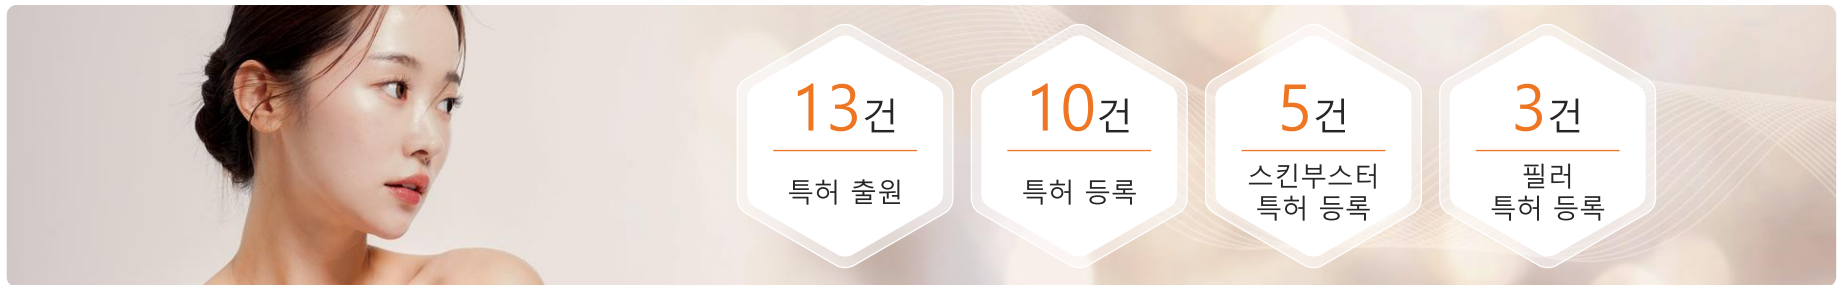 13건
특허 출원
10건
특허 등록
5건
스킨부스터
특허 등록
3건
필러
특허 등록